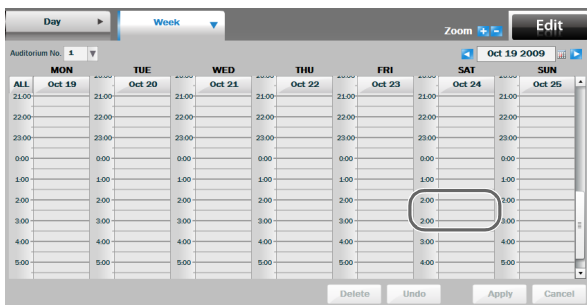 Day Week Zoom Edit
Auditorium No. 1 Oct 19 2009
MON TUE WED THU FRI SAT SUN
ALL Oct 19 Oct 20 Oct 21 Oct 22 Oct 23 Oct 24 Oct 25
21:00 21:00 21:00 21:00 21:00 21:00 21:00
22:00 22:00 22:00 22:00 22:00 22:00 22:00
23:00 23:00 23:00 23:00 23:00 23:00 23:00
0:00 0:00 0:00 0:00 0:00 0:00 0:00
1:00 1:00 1:00 1:00 1:00 1:00 1:00
2:00 2:00 2:00 2:00 2:00 2:00 2:00
3:00 3:00 3:00 3:00 3:00 2:00 3:00
4:00 4:00 4:00 4:00 4:00 3:00 4:00
5:00 5:00 5:00 5:00 5:00 4:00 5:00
Delete Undo Apply Cancel